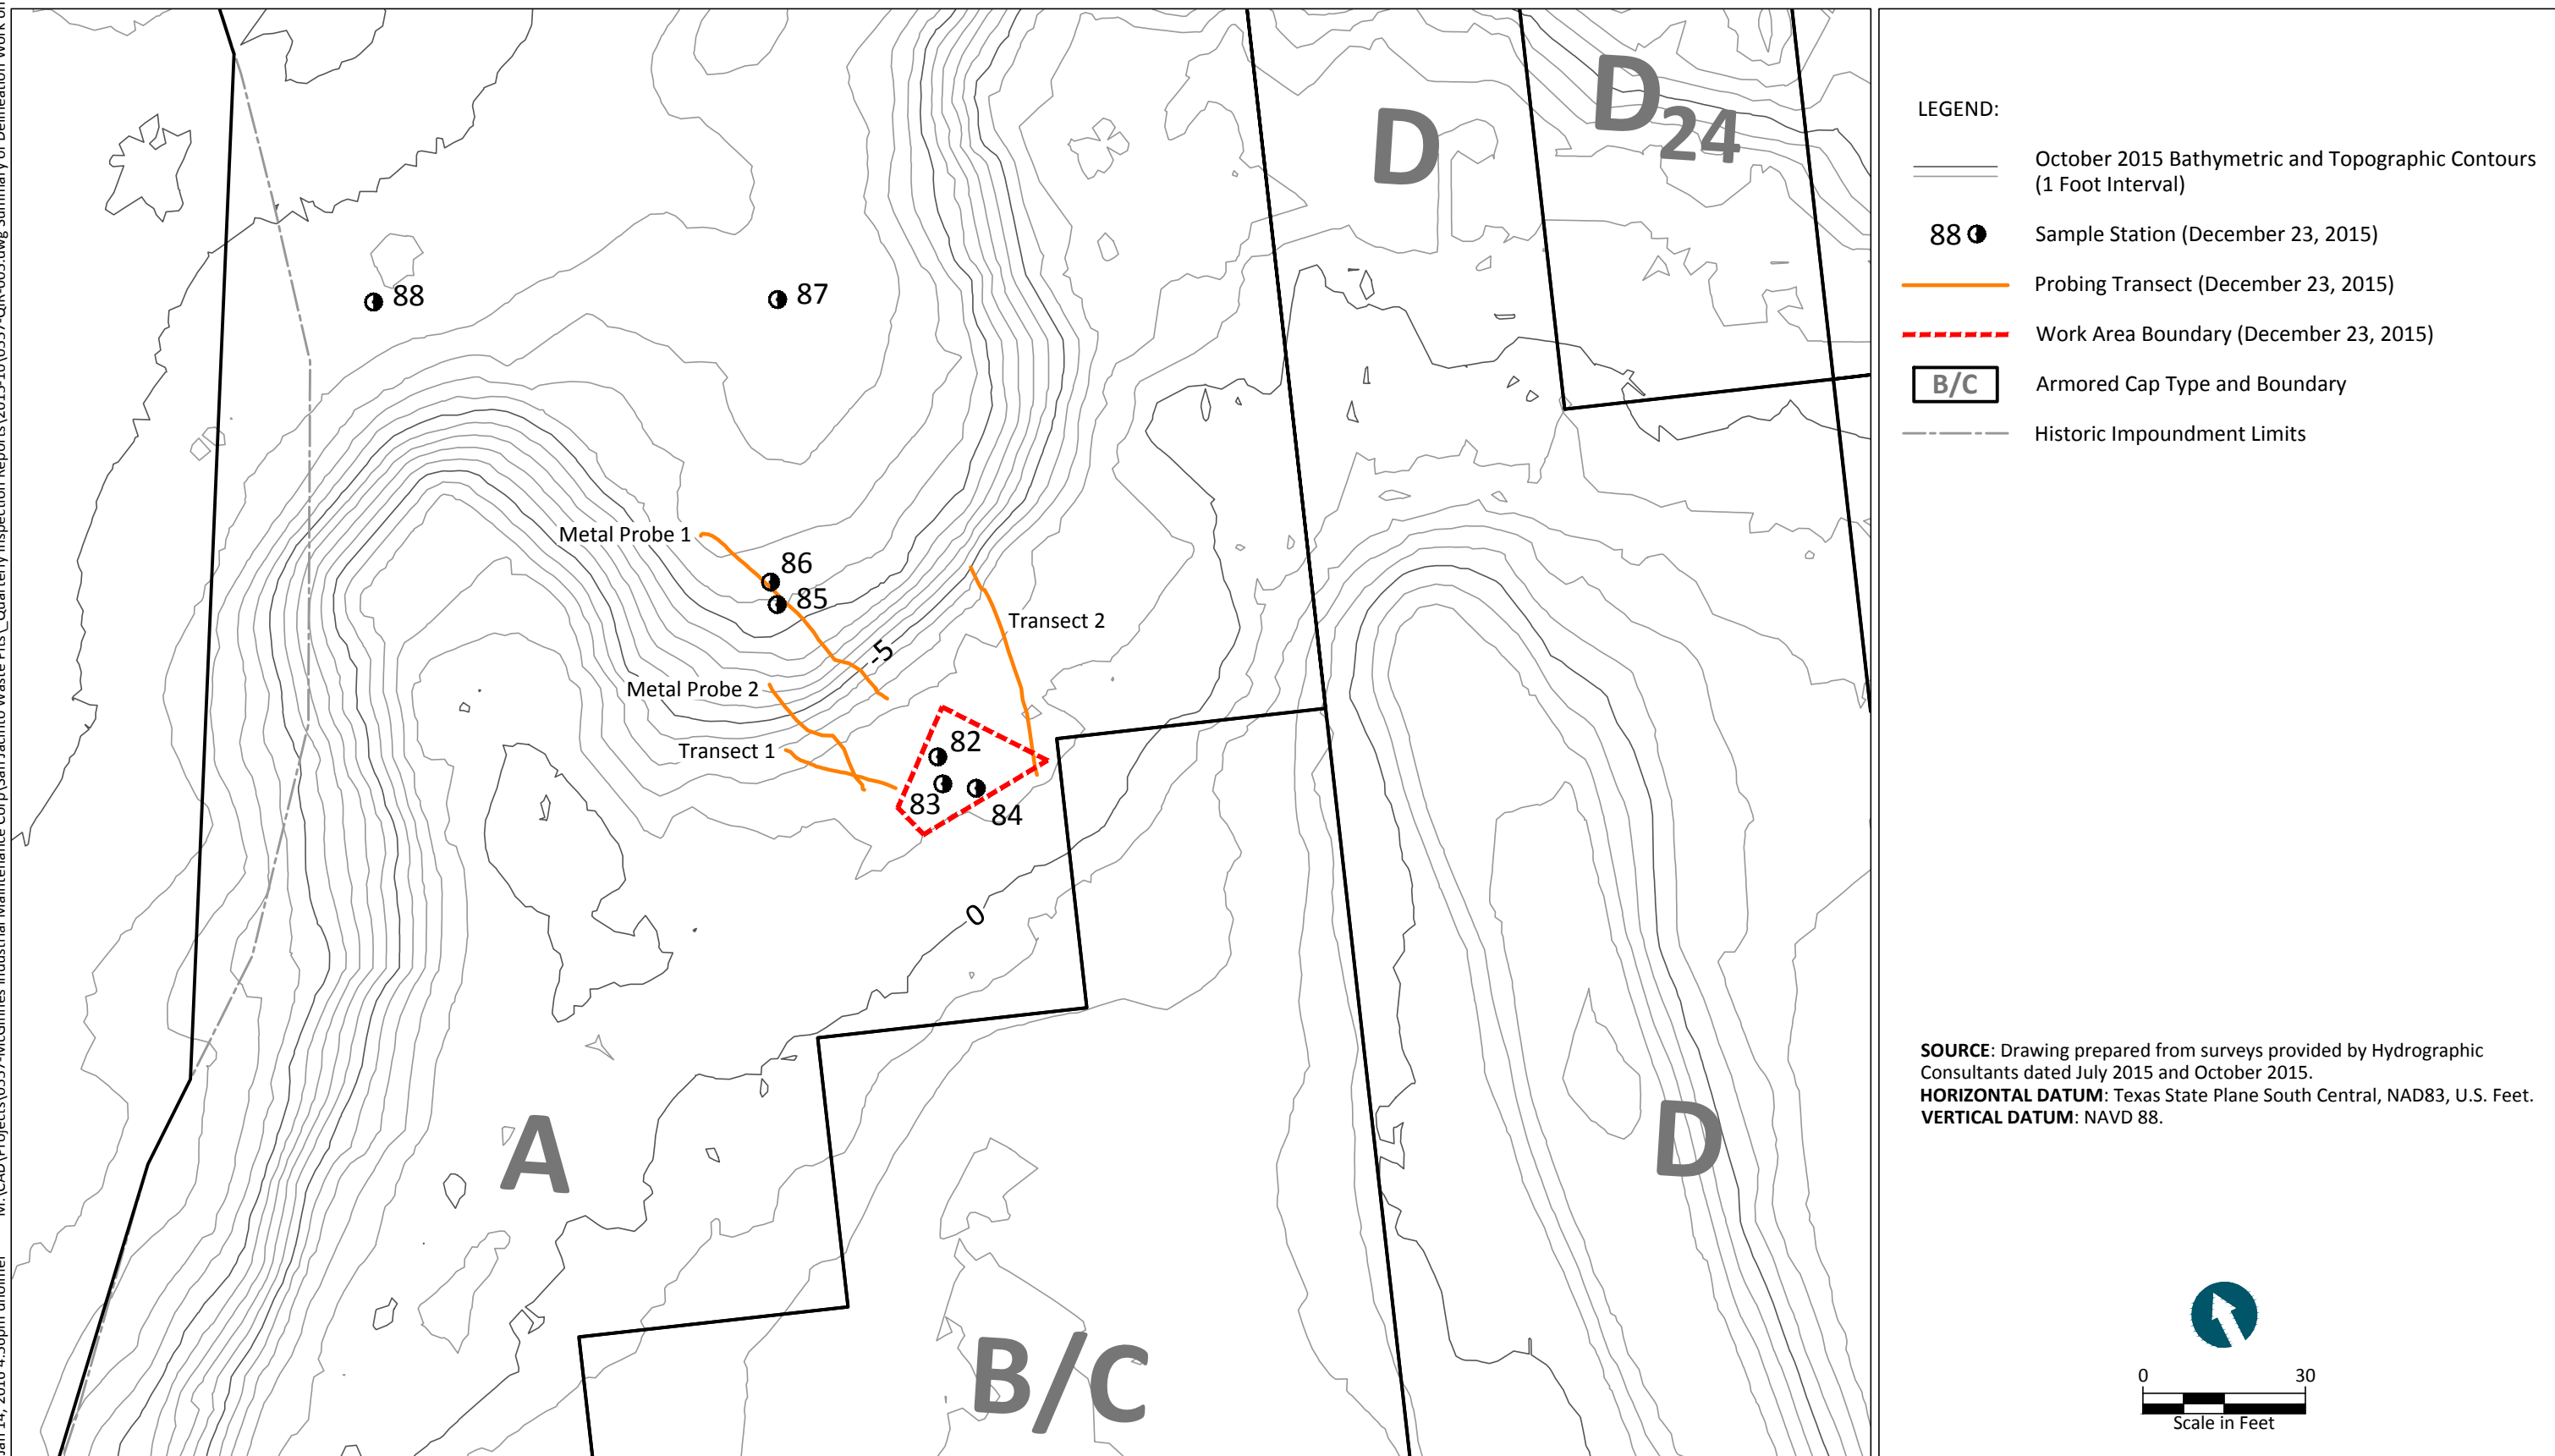 D
D24
88
87
Metal Probe 1
86
85
Transect 2
-5
Metal Probe 2
Transect 1
82
83
84
0
A
D
B/C
LEGEND:
October 2015 Bathymetric and Topographic Contours
(1 Foot Interval)
88 Sample Station (December 23, 2015)
Probing Transect (December 23, 2015)
Work Area Boundary (December 23, 2015)
B/C Armored Cap Type and Boundary
Historic Impoundment Limits
SOURCE: Drawing prepared from surveys provided by Hydrographic
Consultants dated July 2015 and October 2015.
HORIZONTAL DATUM: Texas State Plane South Central, NAD83, U.S. Feet.
VERTICAL DATUM: NAVD 88.
0 30
Scale in Feet